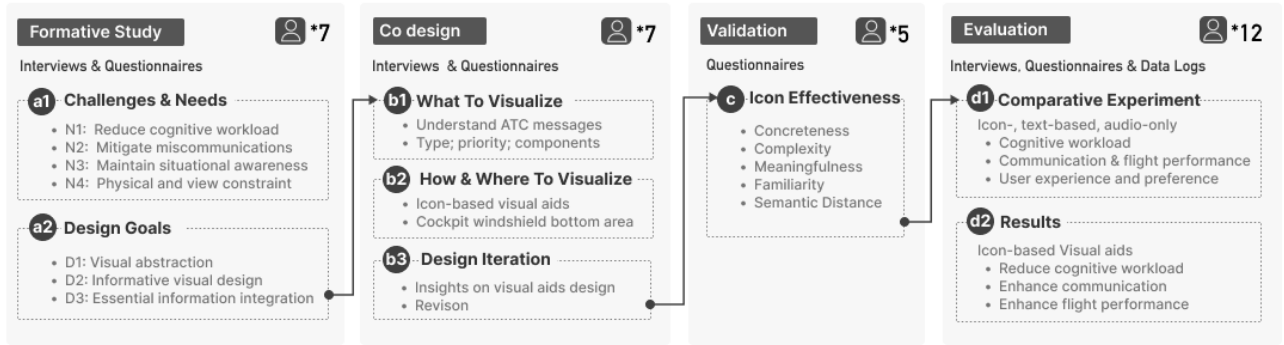 Formative Study
*7
Interviews & Questionnaires
a1 Challenges & Needs
• N1: Reduce cognitive workload
• N2: Mitigate miscommunications
• N3: Maintain situational awareness
• N4: Physical and view constraint
a2 Design Goals
• D1: Visual abstraction
• D2: Informative visual design
• D3: Essential information integration
Co design
*7
Interviews & Questionnaires
b1 What To Visualize
• Understand ATC messages
• Type; priority; components
b2 How & Where To Visualize
• Icon-based visual aids
• Cockpit windshield bottom area
b3 Design Iteration
• Insights on visual aids design
• Revison
Validation
*5
Questionnaires
c Icon Effectiveness
• Concreteness
• Complexity
• Meaningfulness
• Familiarity
• Semantic Distance
Evaluation
*12
Interviews, Questionnaires & Data Logs
d1 Comparative Experiment
Icon-, text-based, audio-only
• Cognitive workload
• Communication & flight performance
• User experience and preference
d2 Results
Icon-based Visual aids
• Reduce cognitive workload
• Enhance communication
• Enhance flight performance